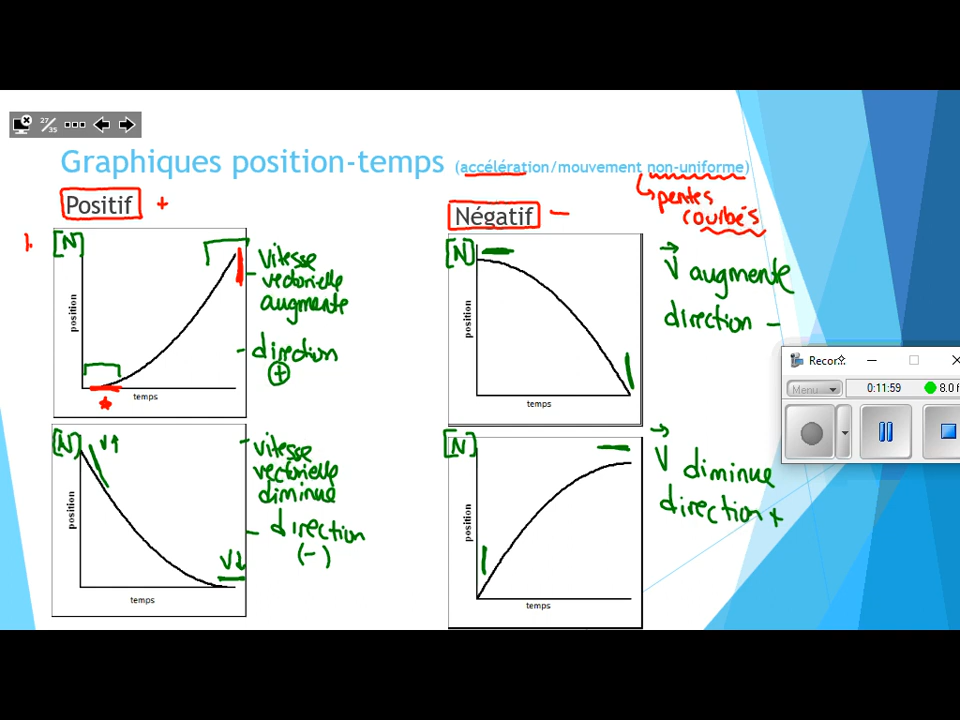 27/35
Graphiques position-temps (accélération/mouvement non-uniforme)
Positif +
Négatif –
pentes
courbés
1.
[N]
position
temps
vitesse
vectorielle
augmente
- direction
+
[N]
position
temps
V augmente
direction –
[N]
V↑
position
temps
V↓
- vitesse
vectorielle
diminue
- direction
(-)
[N]
position
temps
V diminue
direction +
Recor...
Menu
0:11:59
8.0 f